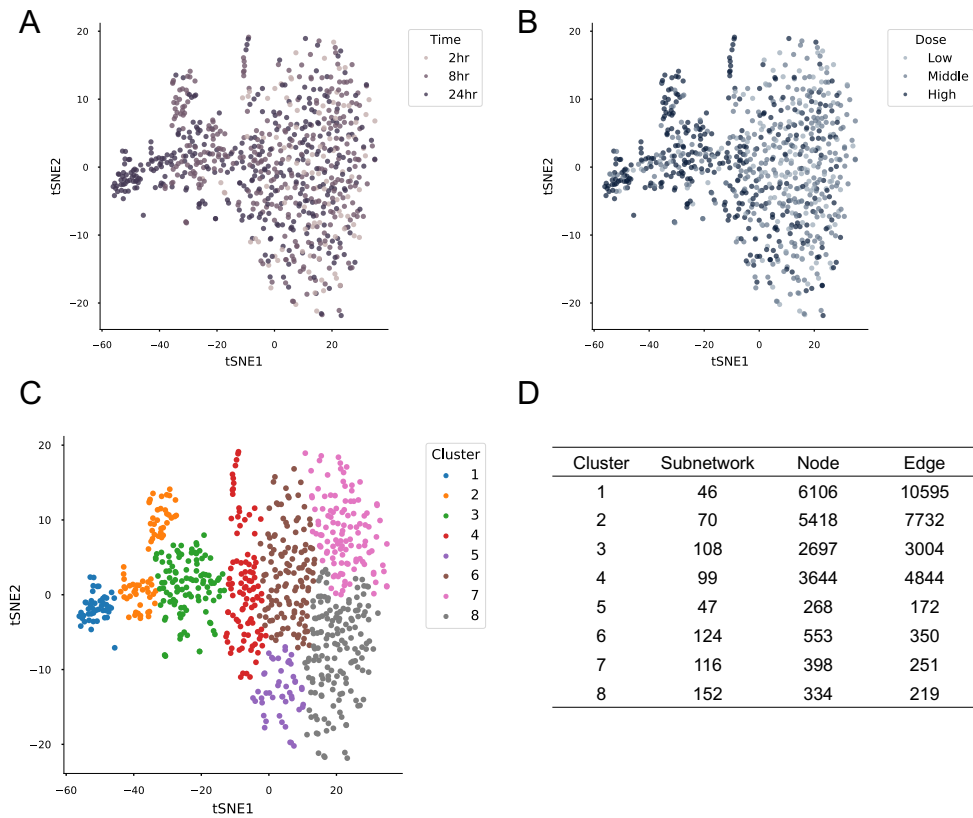 A
20
10
0
−10
−20
−60
−40
−20
0
20
tSNE2
tSNE1
Time
2hr
8hr
24hr
B
20
10
0
−10
−20
−60
−40
−20
0
20
tSNE2
tSNE1
Dose
Low
Middle
High
C
20
10
0
−10
−20
−60
−40
−20
0
20
tSNE2
tSNE1
Cluster
1
2
3
4
5
6
7
8
D
Cluster Subnetwork Node Edge
1 46 6106 10595
2 70 5418 7732
3 108 2697 3004
4 99 3644 4844
5 47 268 172
6 124 553 350
7 116 398 251
8 152 334 219